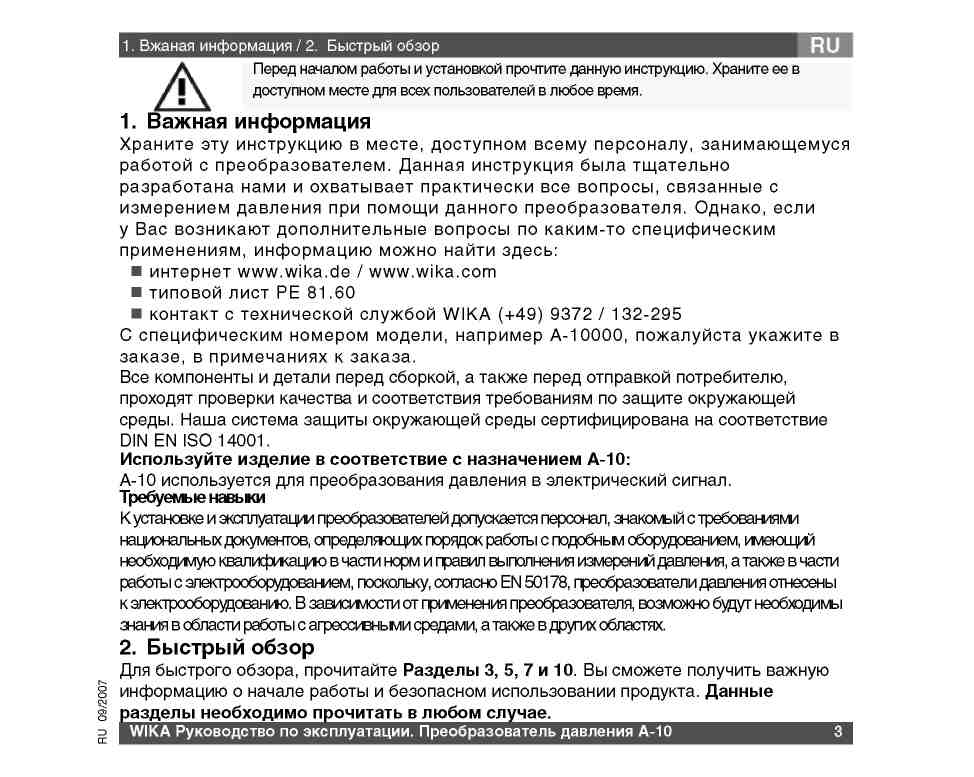 1. Вжаная информация / 2. Быстрый обзор
RU
Перед началом работы и установкой прочтите данную инструкцию. Храните ее в
доступном месте для всех пользователей в любое время.
1. Важная информация
Храните эту инструкцию в месте, доступном всему персоналу, занимающемуся
работой с преобразователем. Данная инструкция была тщательно
разработана нами и охватывает практически все вопросы, связанные с
измерением давления при помощи данного преобразователя. Однако, если
у Вас возникают дополнительные вопросы по каким-то специфическим
применениям, информацию можно найти здесь:
■ интернет www.wika.de / www.wika.com
■ типовой лист PE 81.60
■ контакт с технической службой WIKA (+49) 9372 / 132-295
С специфическим номером модели, например A-10000, пожалуйста укажите в
заказе, в примечаниях к заказа.
Все компоненты и детали перед сборкой, а также перед отправкой потребителю,
проходят проверки качества и соответствия требованиям по защите окружающей
среды. Наша система защиты окружающей среды сертифицирована на соответствие
DIN EN ISO 14001.
Используйте изделие в соответствие с назначением A-10:
A-10 используется для преобразования давления в электрический сигнал.
Требуемые навыки
К установке и эксплуатации преобразователей допускается персонал, знакомый с требованиями
национальных документов, определяющих порядок работы с подобным оборудованием, имеющий
необходимую квалификацию в части норм и правил выполнения измерений давления, а также в части
работы с электрооборудованием, поскольку, согласно EN 50178, преобразователи давления отнесены
к электрооборудованию. В зависимости от применения преобразователя, возможно будут необходимы
знания в области работы с агрессивными средами, а также в других областях.
2. Быстрый обзор
Для быстрого обзора, прочитайте Разделы 3, 5, 7 и 10. Вы сможете получить важную
информацию о начале работы и безопасном использовании продукта. Данные
разделы необходимо прочитать в любом случае.
RU 09/2007
WIKA Руководство по эксплуатации. Преобразователь давления A-10
3